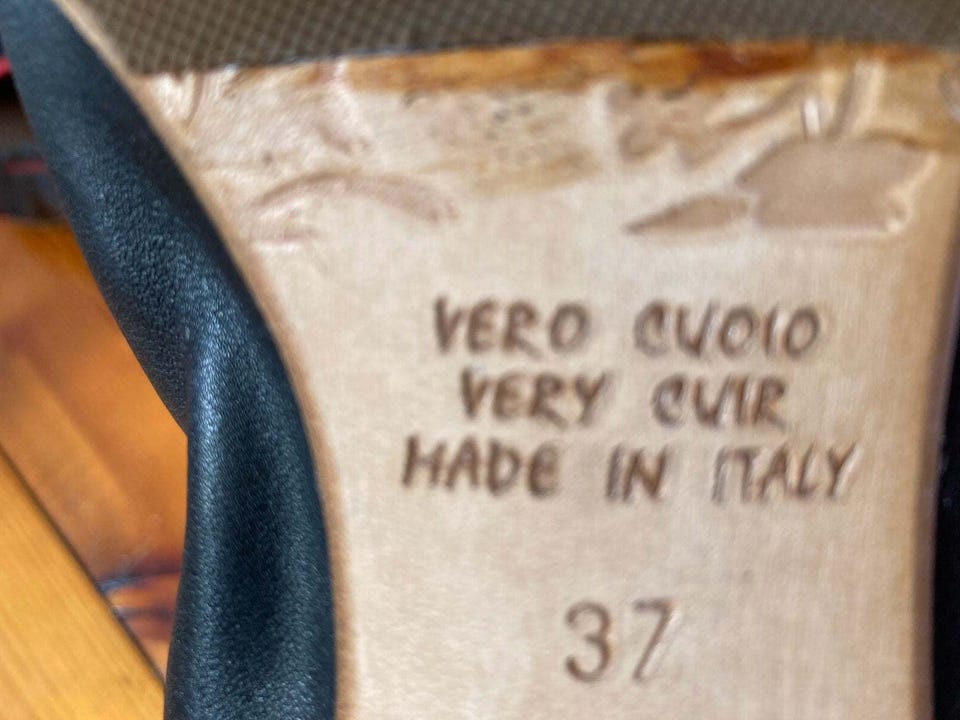 VERO CUOIO
VERY CUIR
MADE IN ITALY
37